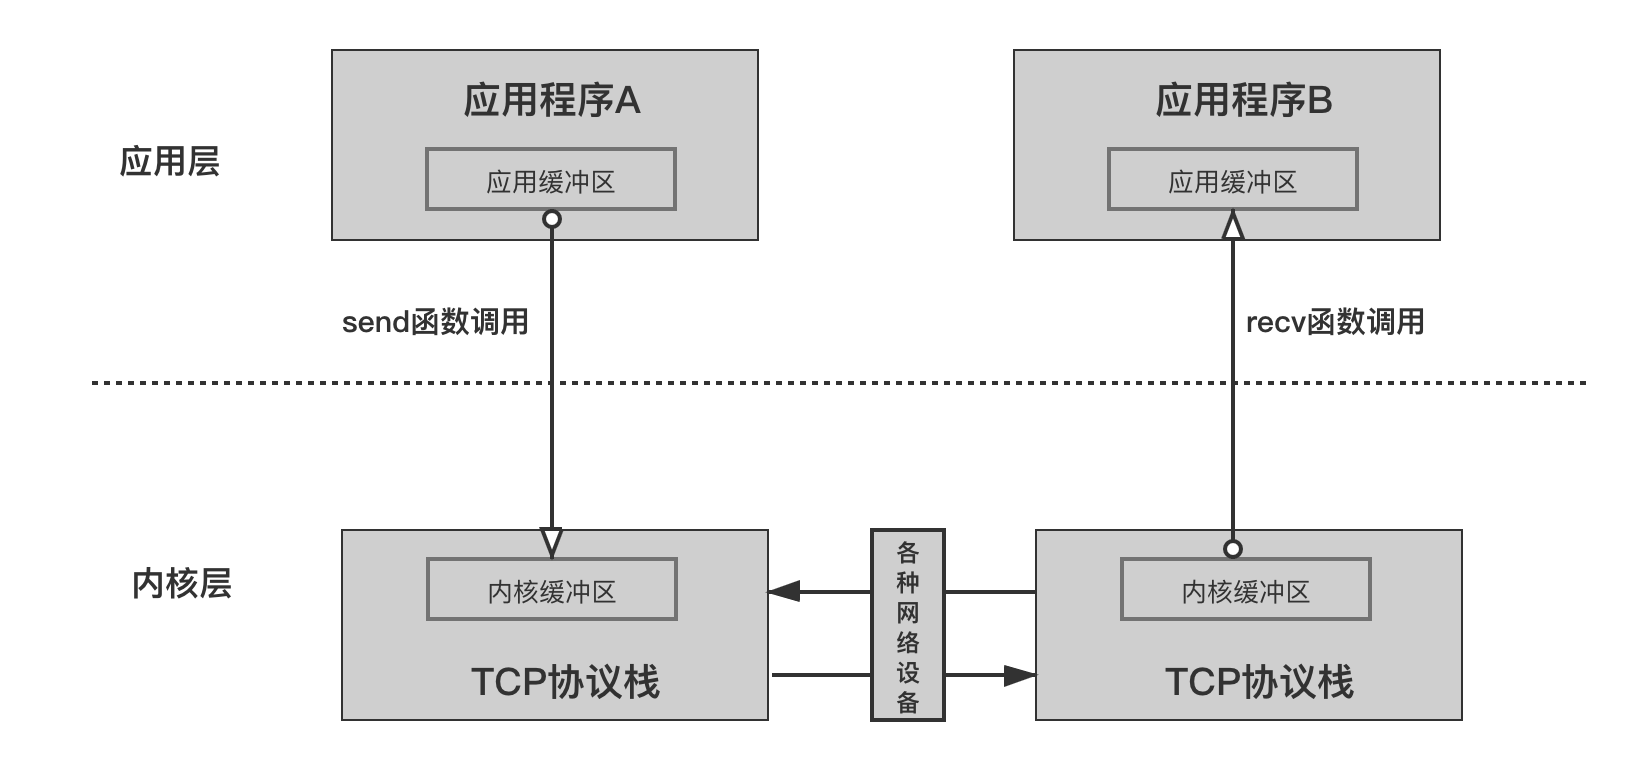 应用程序A
应用程序B
应用层
应用缓冲区
应用缓冲区
send函数调用
recv函数调用
内核层
内核缓冲区
各种网络设备
内核缓冲区
TCP协议栈
TCP协议栈